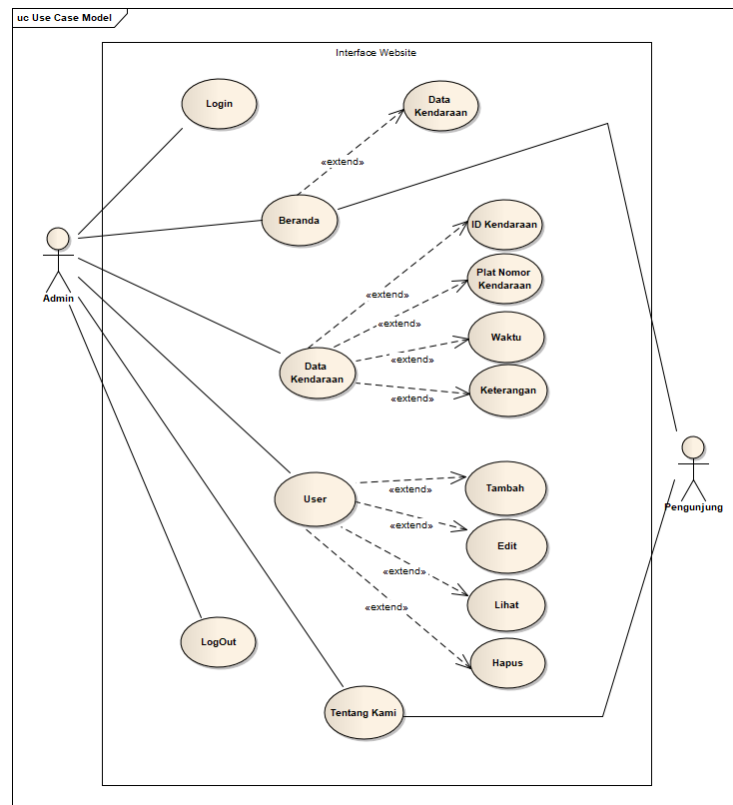 uc Use Case Model
Interface Website
Login
Data
Kendaraan
«extend»
Beranda
ID Kendaraan
Admin
Plat Nomor
Kendaraan
«extend»
«extend»
Waktu
Data
Kendaraan
«extend»
Keterangan
«extend»
User
Tambah
«extend»
Pengunjung
«extend»
Edit
«extend»
Lihat
«extend»
LogOut
Hapus
Tentang Kami